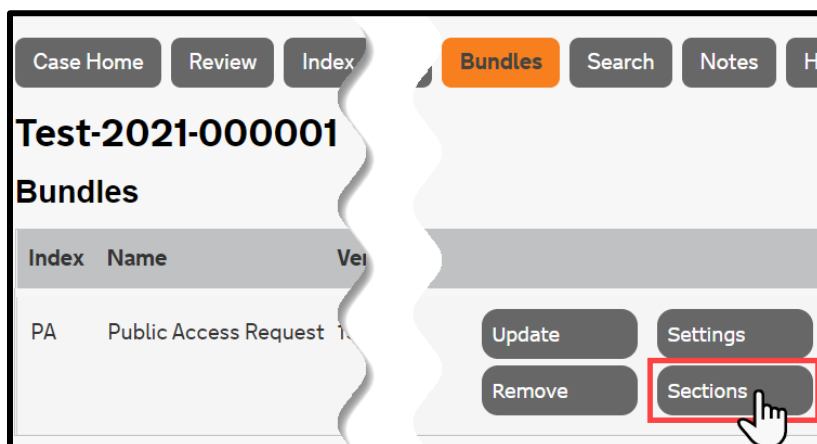 Case Home Review Index Bundles Search Notes
Test-2021-000001
Bundles
Index Name
PA Public Access Request Update Settings
Remove Sections